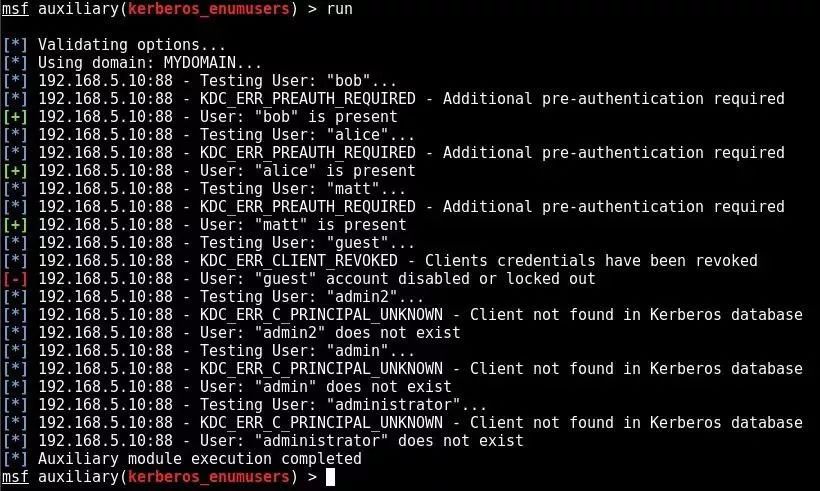 msf auxiliary(kerberos_enumusers) > run
[*] Validating options...
[*] Using domain: MYDOMAIN...
[*] 192.168.5.10:88 - Testing User: "bob"...
[*] 192.168.5.10:88 - KDC_ERR_PREAUTH_REQUIRED - Additional pre-authentication required
[+] 192.168.5.10:88 - User: "bob" is present
[*] 192.168.5.10:88 - Testing User: "alice"...
[*] 192.168.5.10:88 - KDC_ERR_PREAUTH_REQUIRED - Additional pre-authentication required
[+] 192.168.5.10:88 - User: "alice" is present
[*] 192.168.5.10:88 - Testing User: "matt"...
[*] 192.168.5.10:88 - KDC_ERR_PREAUTH_REQUIRED - Additional pre-authentication required
[+] 192.168.5.10:88 - User: "matt" is present
[*] 192.168.5.10:88 - Testing User: "guest"...
[*] 192.168.5.10:88 - KDC_ERR_CLIENT_REVOKED - Clients credentials have been revoked
[-] 192.168.5.10:88 - User: "guest" account disabled or locked out
[*] 192.168.5.10:88 - Testing User: "admin2"...
[*] 192.168.5.10:88 - KDC_ERR_C_PRINCIPAL_UNKNOWN - Client not found in Kerberos database
[*] 192.168.5.10:88 - User: "admin2" does not exist
[*] 192.168.5.10:88 - Testing User: "admin"...
[*] 192.168.5.10:88 - KDC_ERR_C_PRINCIPAL_UNKNOWN - Client not found in Kerberos database
[*] 192.168.5.10:88 - User: "admin" does not exist
[*] 192.168.5.10:88 - Testing User: "administrator"...
[*] 192.168.5.10:88 - KDC_ERR_C_PRINCIPAL_UNKNOWN - Client not found in Kerberos database
[*] 192.168.5.10:88 - User: "administrator" does not exist
[*] Auxiliary module execution completed
msf auxiliary(kerberos_enumusers) >